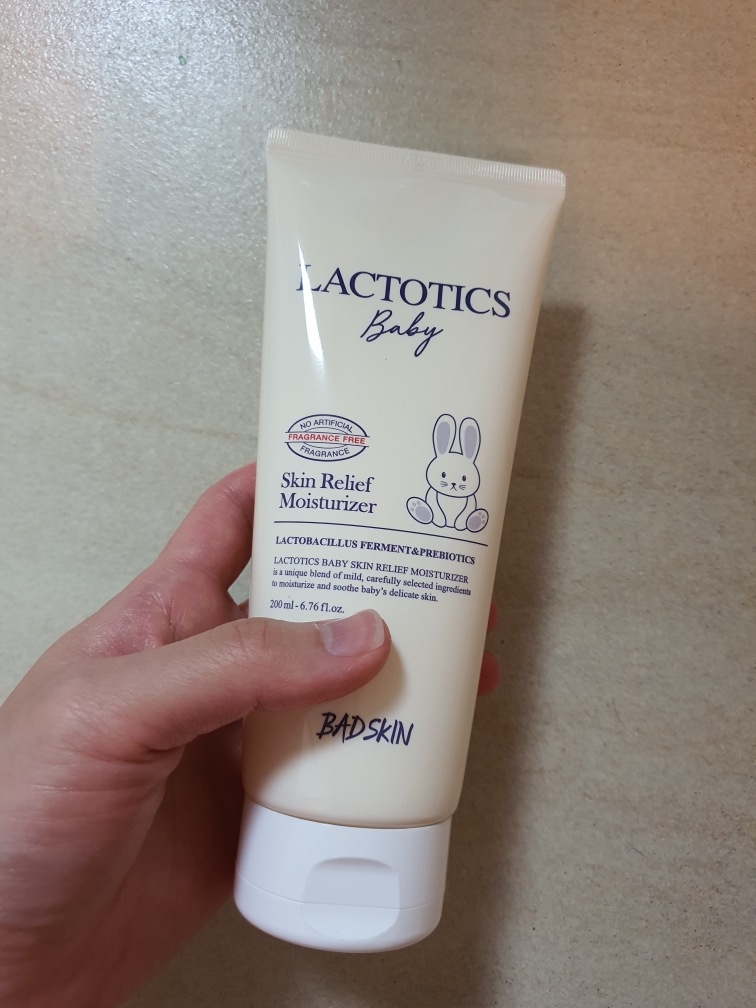 LACTOTICS
Baby
NO ARTIFICIAL
FRAGRANCE FREE
FRAGRANCE
Skin Relief
Moisturizer
LACTOBACILLUS FERMENT&PREBIOTICS
LACTOTICS BABY SKIN RELIEF MOISTURIZER
is a unique blend of mild, carefully selected ingredients
to moisturize and soothe baby's delicate skin.
200 ml - 6.76 fl.oz.
BADSKIN